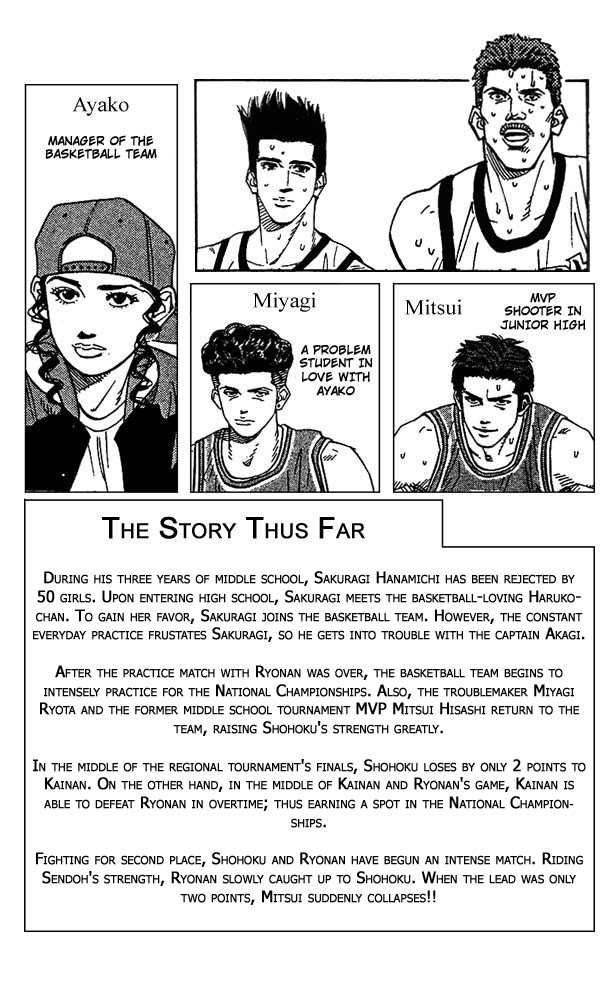 Ayako
MANAGER OF THE
BASKETBALL TEAM
Miyagi
A PROBLEM
STUDENT IN
LOVE WITH
AYAKO
Mitsui
MVP
SHOOTER IN
JUNIOR HIGH
THE STORY THUS FAR
DURING HIS THREE YEARS OF MIDDLE SCHOOL, SAKURAGI HANAMICHI HAS BEEN REJECTED BY
50 GIRLS. UPON ENTERING HIGH SCHOOL, SAKURAGI MEETS THE BASKETBALL-LOVING HARUKO-
CHAN. TO GAIN HER FAVOR, SAKURAGI JOINS THE BASKETBALL TEAM. HOWEVER, THE CONSTANT
EVERYDAY PRACTICE FRUSTATES SAKURAGI, SO HE GETS INTO TROUBLE WITH THE CAPTAIN AKAGI.
AFTER THE PRACTICE MATCH WITH RYONAN WAS OVER, THE BASKETBALL TEAM BEGINS TO
INTENSELY PRACTICE FOR THE NATIONAL CHAMPIONSHIPS. ALSO, THE TROUBLEMAKER MIYAGI
RYOTA AND THE FORMER MIDDLE SCHOOL TOURNAMENT MVP MITSUI HISASHI RETURN TO THE
TEAM, RAISING SHOHOKU'S STRENGTH GREATLY.
IN THE MIDDLE OF THE REGIONAL TOURNAMENT'S FINALS, SHOHOKU LOSES BY ONLY 2 POINTS TO
KAINAN. ON THE OTHER HAND, IN THE MIDDLE OF KAINAN AND RYONAN'S GAME, KAINAN IS
ABLE TO DEFEAT RYONAN IN OVERTIME; THUS EARNING A SPOT IN THE NATIONAL CHAMPION-
SHIPS.
FIGHTING FOR SECOND PLACE, SHOHOKU AND RYONAN HAVE BEGUN AN INTENSE MATCH. RIDING
SENDOH'S STRENGTH, RYONAN SLOWLY CAUGHT UP TO SHOHOKU. WHEN THE LEAD WAS ONLY
TWO POINTS, MITSUI SUDDENLY COLLAPSES!!